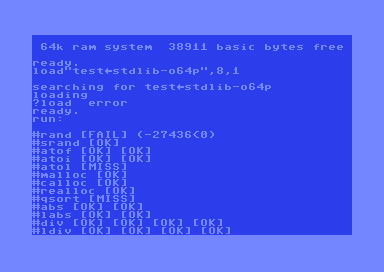 64k ram system  38911 basic bytes free
ready.
load"test←stdlib-o64p",8,1
searching for test←stdlib-o64p
loading
?load  error
ready.
run:
#rand [FAIL] (-27436<0)
#srand [OK]
#atof [OK] [OK]
#atoi [OK] [OK]
#atol [MISS]
#malloc [OK]
#calloc [OK]
#realloc [OK]
#qsort [MISS]
#abs [OK] [OK]
#labs [OK] [OK]
#div [OK] [OK] [OK] [OK]
#ldiv [OK] [OK] [OK] [OK]